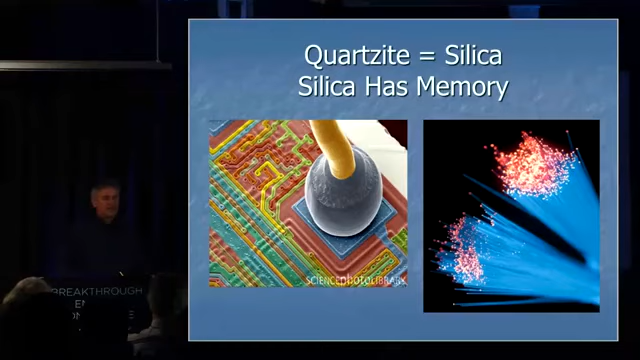 Quartzite = Silica
Silica Has Memory
SCIENCEPHOTOLIBRARY
BREAKTHROUGH